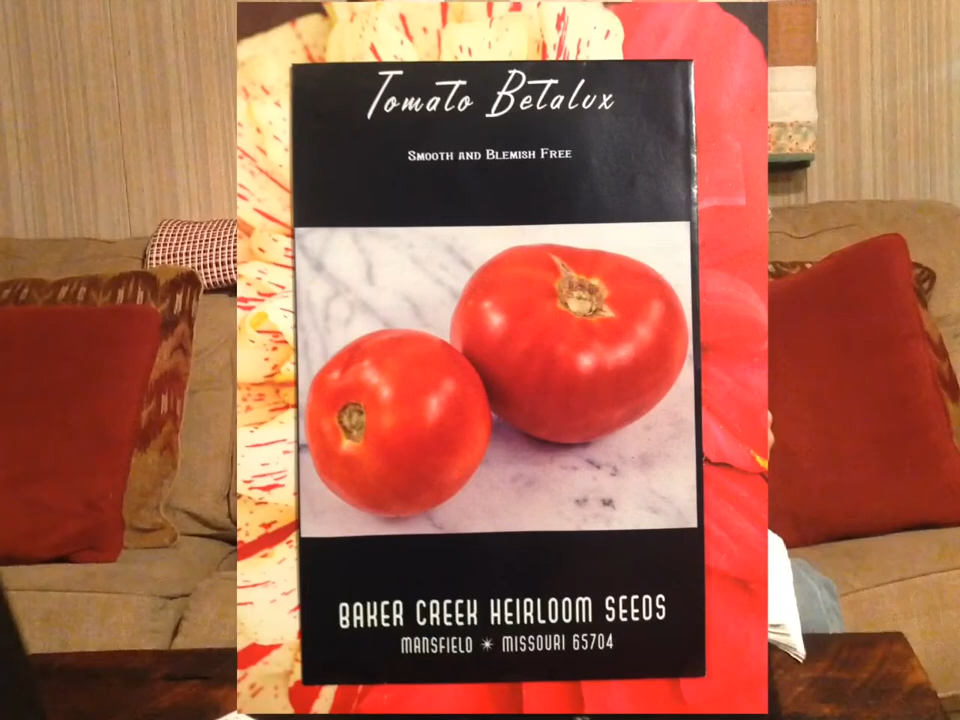 Tomato Betalux
Smooth and Blemish Free
BAKER CREEK HEIRLOOM SEEDS
MANSFIELD ✴ MISSOURI 65704